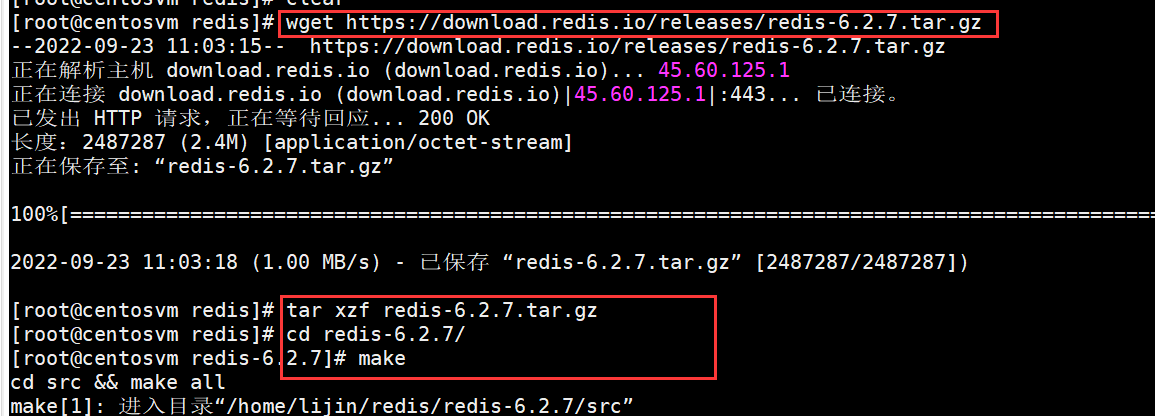 [root@centosvm redis]# clear
[root@centosvm redis]# wget https://download.redis.io/releases/redis-6.2.7.tar.gz
--2022-09-23 11:03:15--  https://download.redis.io/releases/redis-6.2.7.tar.gz
正在解析主机 download.redis.io (download.redis.io)... 45.60.125.1
正在连接 download.redis.io (download.redis.io)|45.60.125.1|:443... 已连接。
已发出 HTTP 请求，正在等待回应... 200 OK
长度：2487287 (2.4M) [application/octet-stream]
正在保存至: “redis-6.2.7.tar.gz”
100%[===============================================================================================
2022-09-23 11:03:18 (1.00 MB/s) - 已保存 “redis-6.2.7.tar.gz” [2487287/2487287])
[root@centosvm redis]# tar xzf redis-6.2.7.tar.gz
[root@centosvm redis]# cd redis-6.2.7/
[root@centosvm redis-6.2.7]# make
cd src && make all
make[1]: 进入目录“/home/lijin/redis/redis-6.2.7/src”